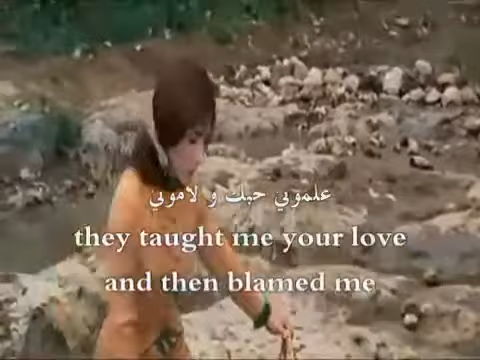 علموني حبك و لاموني
they taught me your love
and then blamed me